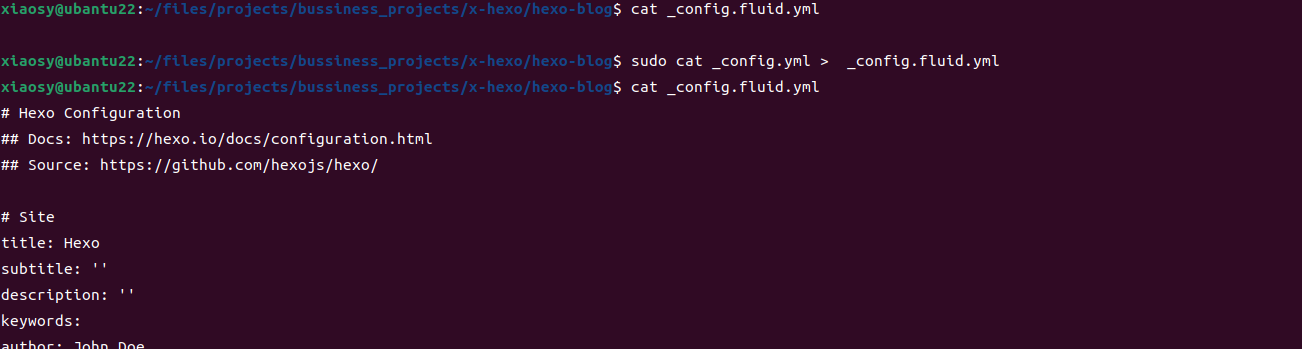 xiaosy@ubantu22:~/files/projects/bussiness_projects/x-hexo/hexo-blog$ cat _config.fluid.yml
xiaosy@ubantu22:~/files/projects/bussiness_projects/x-hexo/hexo-blog$ sudo cat _config.yml >  _config.fluid.yml
xiaosy@ubantu22:~/files/projects/bussiness_projects/x-hexo/hexo-blog$ cat _config.fluid.yml
# Hexo Configuration
## Docs: https://hexo.io/docs/configuration.html
## Source: https://github.com/hexojs/hexo/
# Site
title: Hexo
subtitle: ''
description: ''
keywords:
author: John Doe